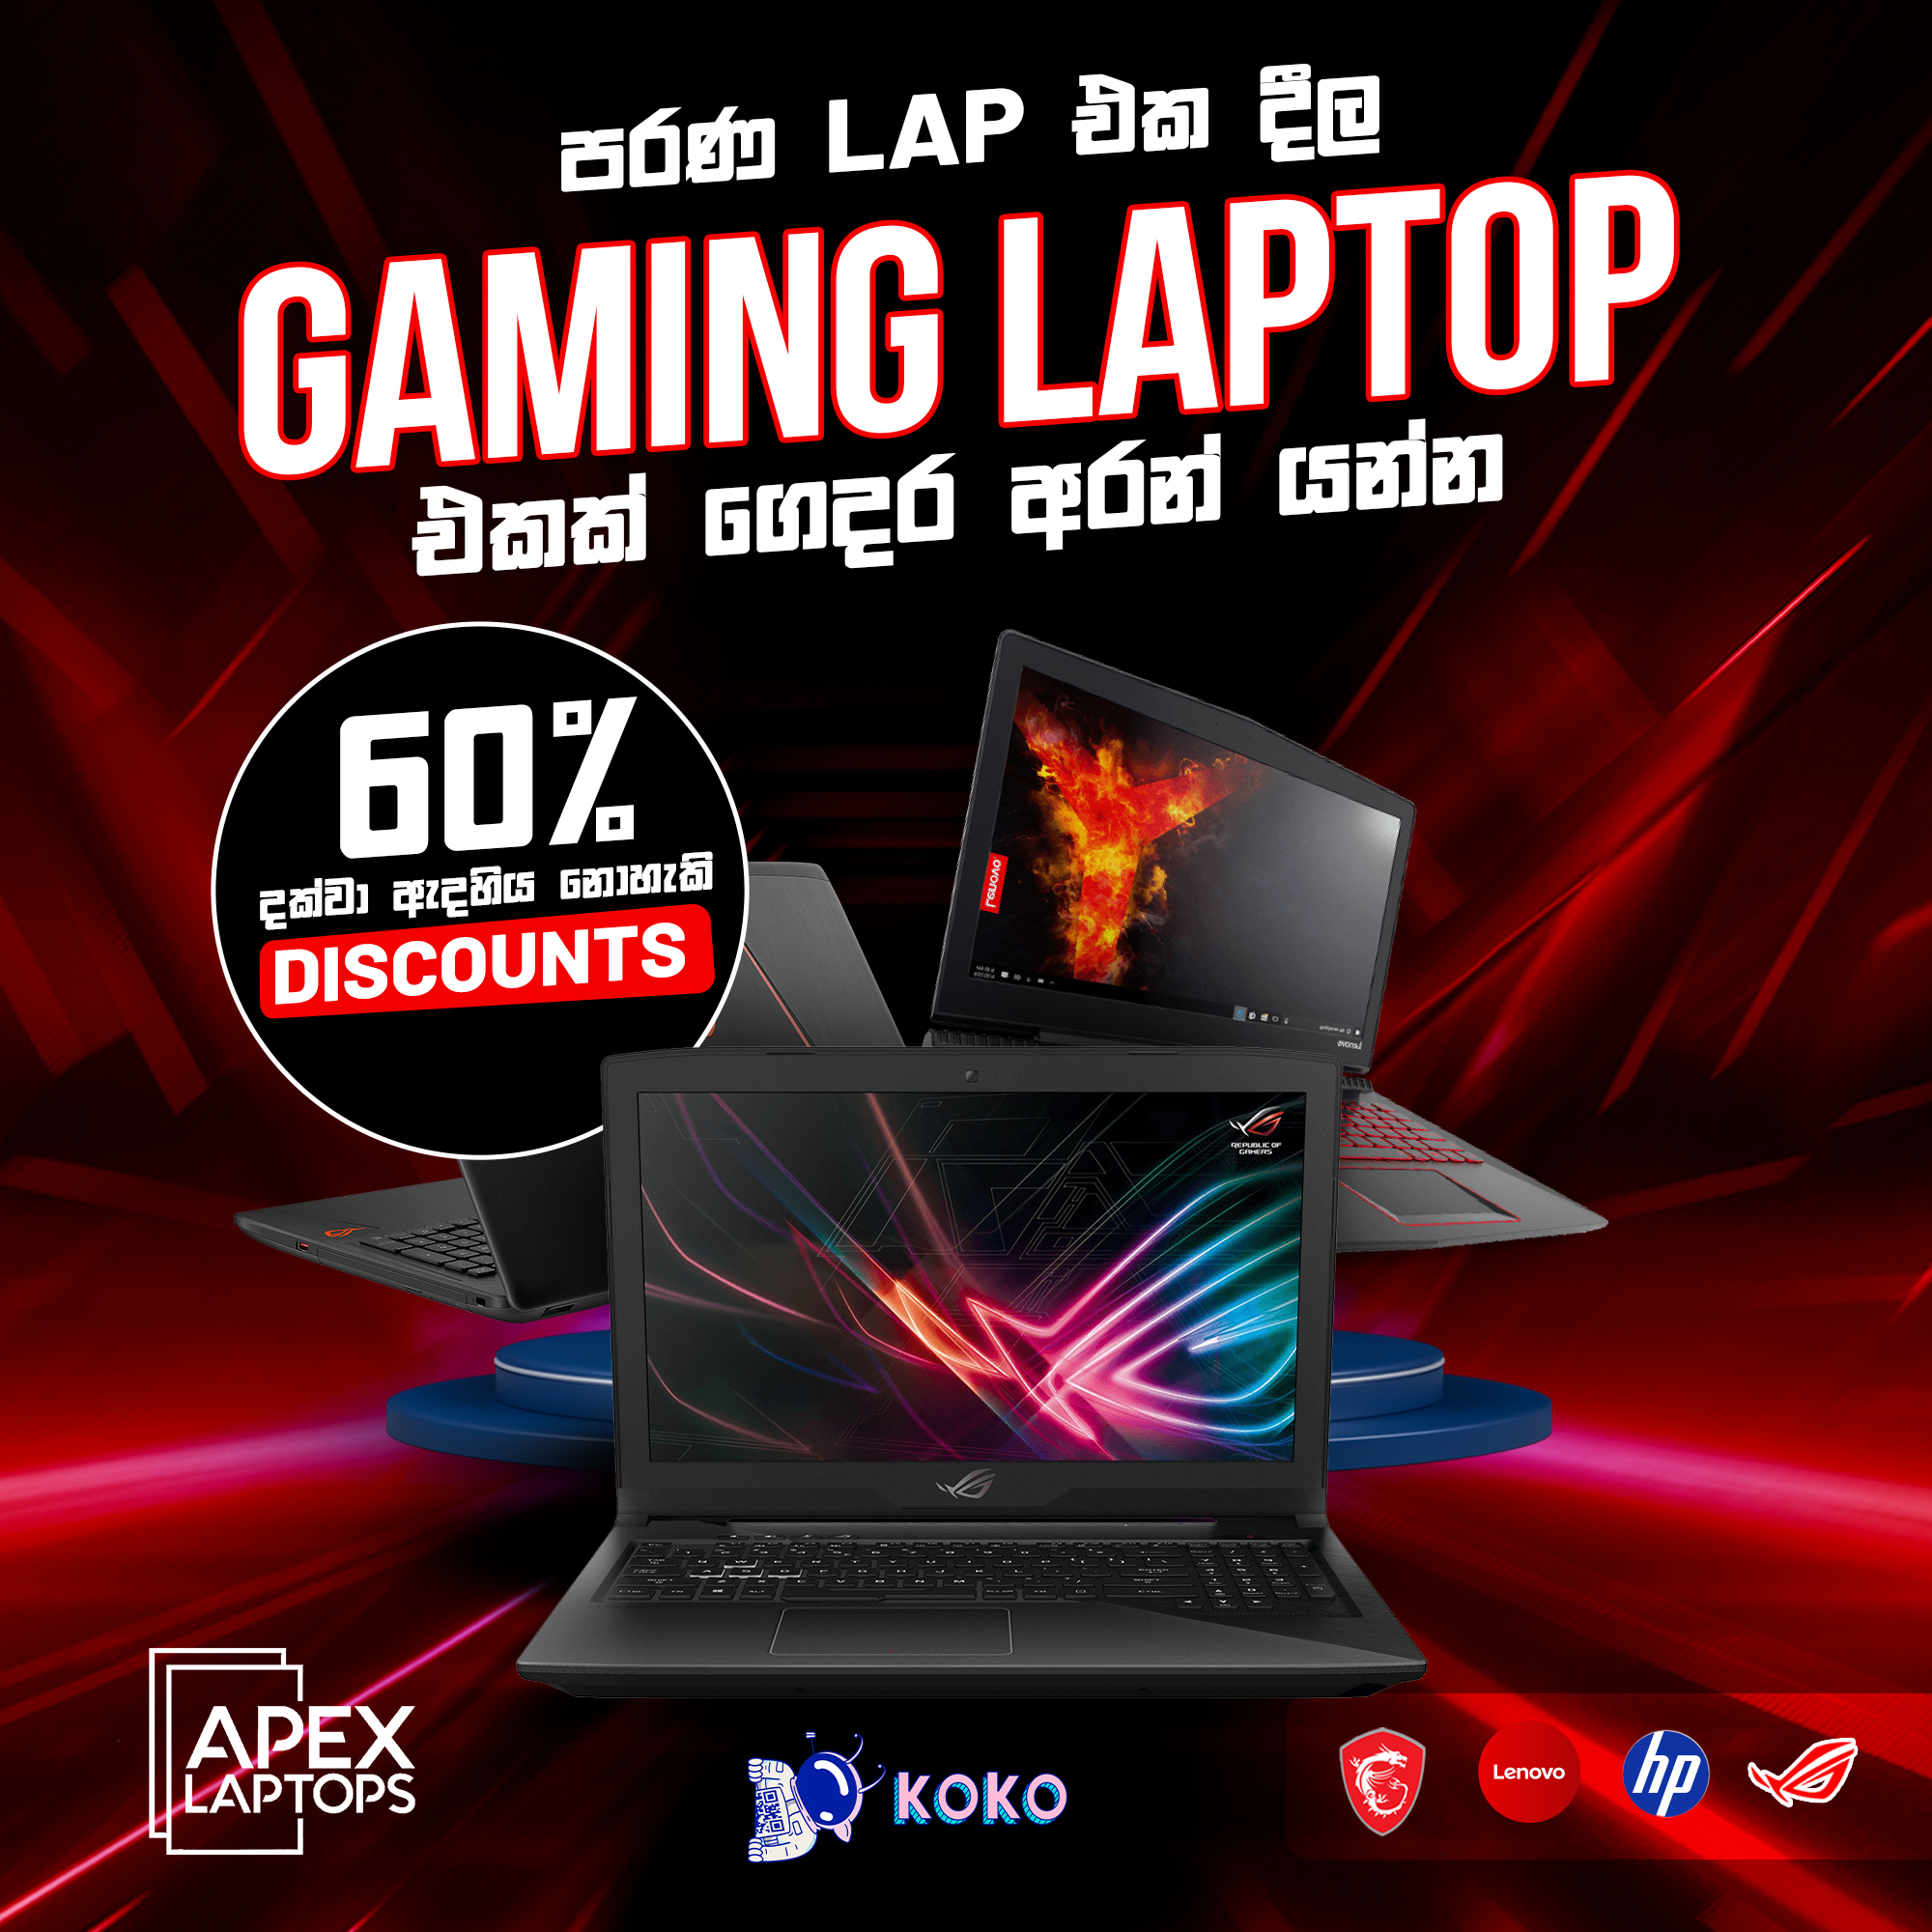 පරණ LAP එක දීල
GAMING LAPTOP
එකක් ගෙදර අරන් යන්න
60%
දක්වා ඇදහිය නොහැකි
DISCOUNTS
Lenovo
REPUBLIC OF
GAMERS
APEX
LAPTOPS
KOKO
Lenovo
hp